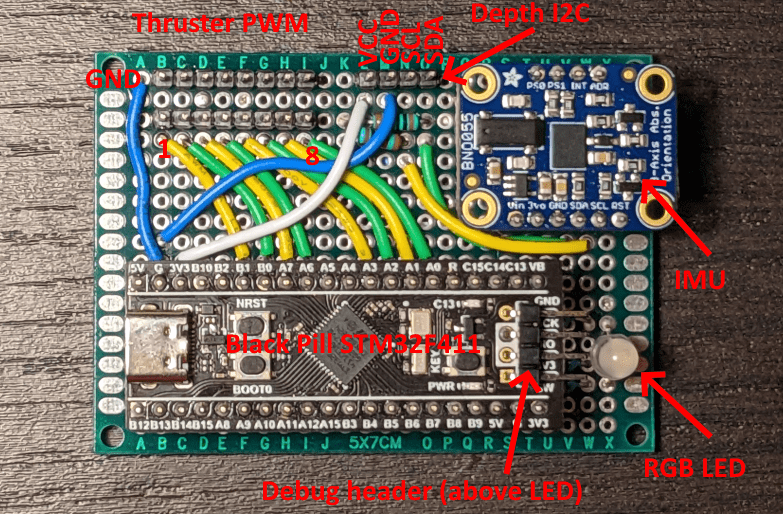 Thruster PWM
Depth I2C
VCC
GND
SCL
SDA
GND
A B C D E F G H I J K
PS0 PS1 INT ADR
BNO055
9-Axis Abs.
Orientation
Vin 3vo GND SDA SCL RST
1
8
IMU
5V G 3V3 B10 B2 B1 B0 A7 A6 A5 A4 A3 A2 A1 A0 R C15 C14 C13 VB
NRST
C13
GND
CK
Black Pill STM32F411
KEY
BOOT0
PWR
B12 B13 B14 B15 A8 A9 A10 A11 A12 A15 B3 B4 B5 B6 B7 B8 B9 5V G 3V3
A B C D E F G H I J K
5X7CM
O P Q R S T U V W X
RGB LED
Debug header (above LED)